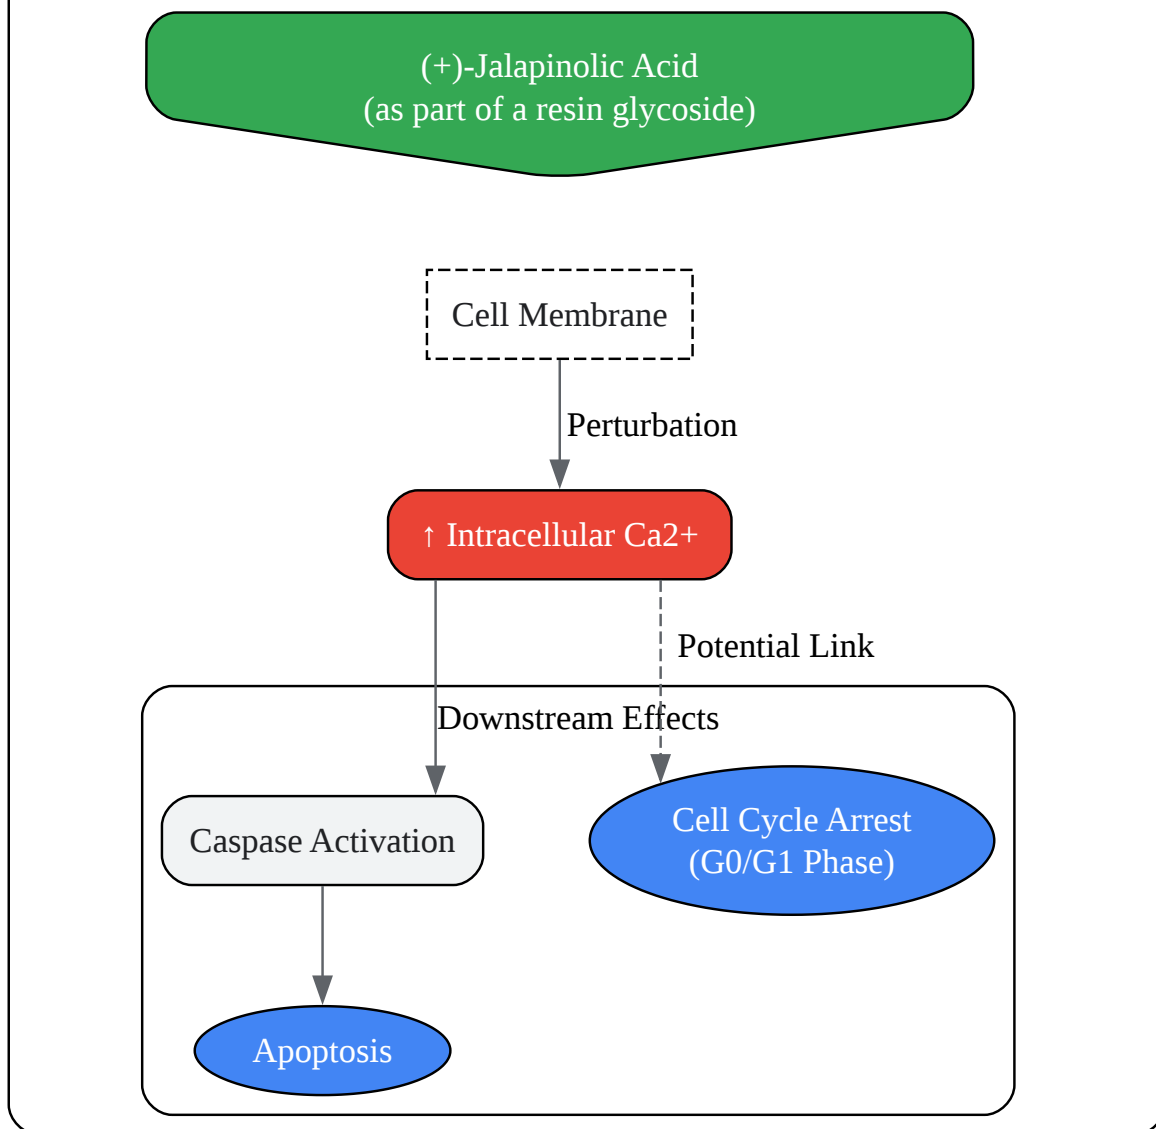 (+)-Jalapinolic Acid
(as part of a resin glycoside)
Cell Membrane
Perturbation
↑ Intracellular Ca2+
Potential Link
Downstream Effects
Caspase Activation
Cell Cycle Arrest
(G0/G1 Phase)
Apoptosis